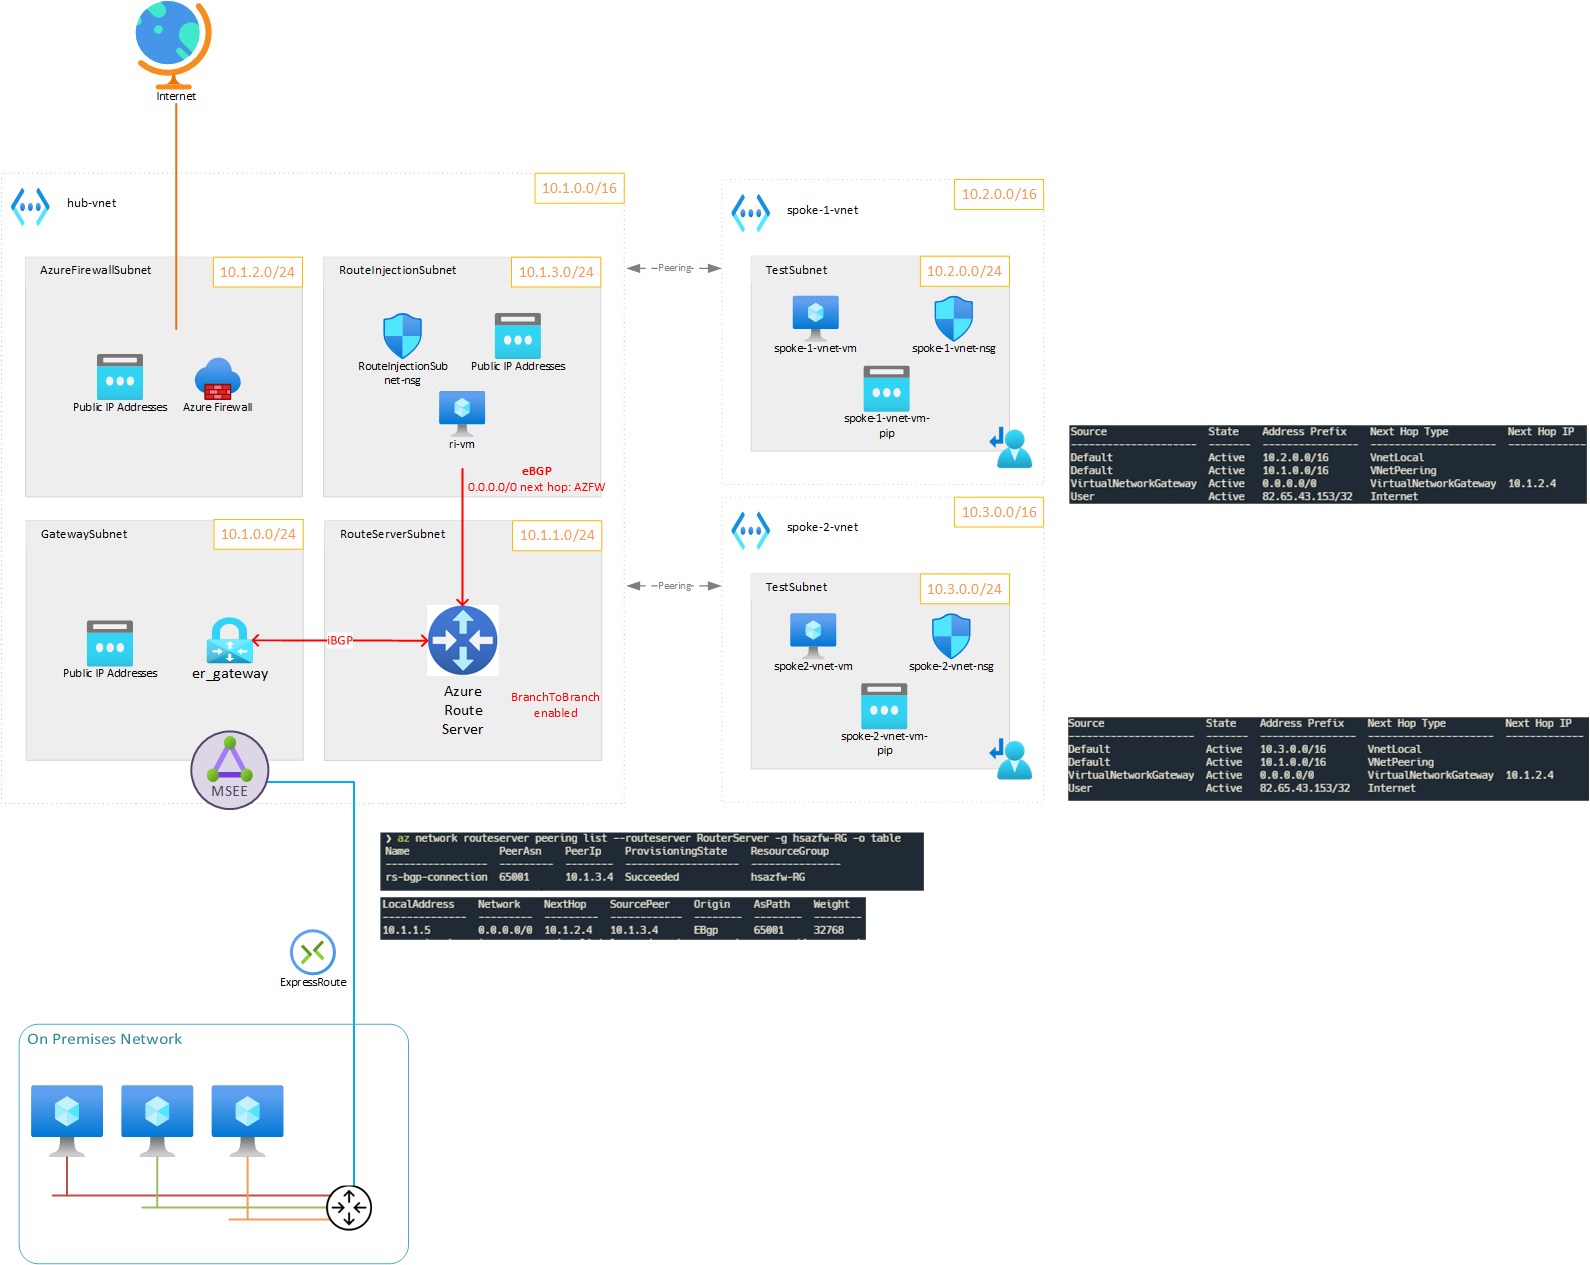 Internet
hub-vnet
10.1.0.0/16
AzureFirewallSubnet
10.1.2.0/24
Public IP Addresses
Azure Firewall
RouteInjectionSubnet
10.1.3.0/24
RouteInjectionSub
net-nsg
Public IP Addresses
ri-vm
eBGP
0.0.0.0/0 next hop: AZFW
GatewaySubnet
10.1.0.0/24
Public IP Addresses
er_gateway
iBGP
RouteServerSubnet
10.1.1.0/24
Azure
Route
Server
BranchToBranch
enabled
MSEE
Peering
Peering
spoke-1-vnet
10.2.0.0/16
TestSubnet
10.2.0.0/24
spoke-1-vnet-vm
spoke-1-vnet-nsg
spoke-1-vnet-vm-
pip
spoke-2-vnet
10.3.0.0/16
TestSubnet
10.3.0.0/24
spoke2-vnet-vm
spoke-2-vnet-nsg
spoke-2-vnet-vm-
pip
Source State Address Prefix Next Hop Type Next Hop IP
Default Active 10.2.0.0/16 VnetLocal
Default Active 10.1.0.0/16 VNetPeering
VirtualNetworkGateway Active 0.0.0.0/0 VirtualNetworkGateway 10.1.2.4
User Active 82.65.43.153/32 Internet
Source State Address Prefix Next Hop Type Next Hop IP
Default Active 10.3.0.0/16 VnetLocal
Default Active 10.1.0.0/16 VNetPeering
VirtualNetworkGateway Active 0.0.0.0/0 VirtualNetworkGateway 10.1.2.4
User Active 82.65.43.153/32 Internet
❯ az network routeserver peering list --routeserver RouterServer -g hsazfw-RG -o table
Name PeerAsn PeerIp ProvisioningState ResourceGroup
rs-bgp-connection 65001 10.1.3.4 Succeeded hsazfw-RG
LocalAddress Network NextHop SourcePeer Origin AsPath Weight
10.1.1.5 0.0.0.0/0 10.1.2.4 10.1.3.4 EBgp 65001 32768
ExpressRoute
On Premises Network